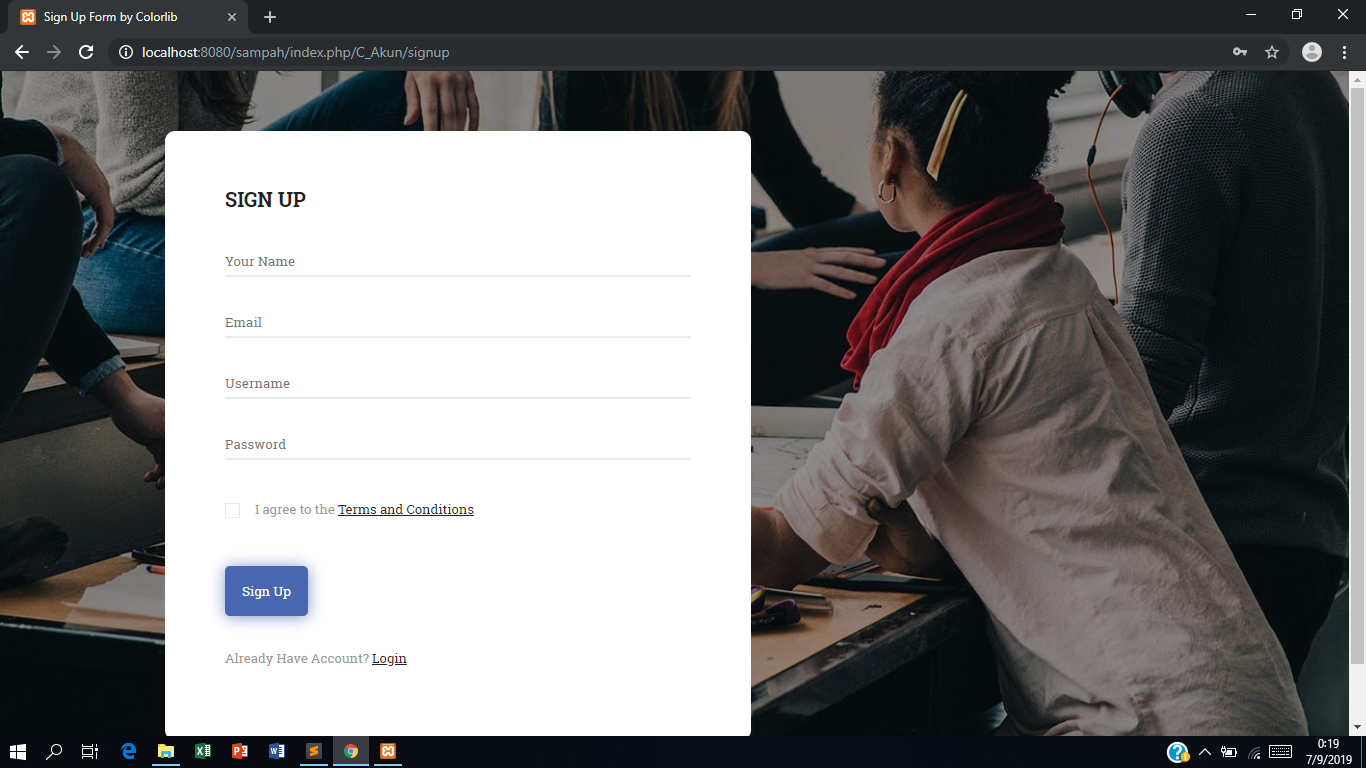 Sign Up Form by Colorlib
localhost:8080/sampah/index.php/C_Akun/signup
SIGN UP
Your Name
Email
Username
Password
I agree to the Terms and Conditions
Sign Up
Already Have Account? Login
0:19
7/9/2019